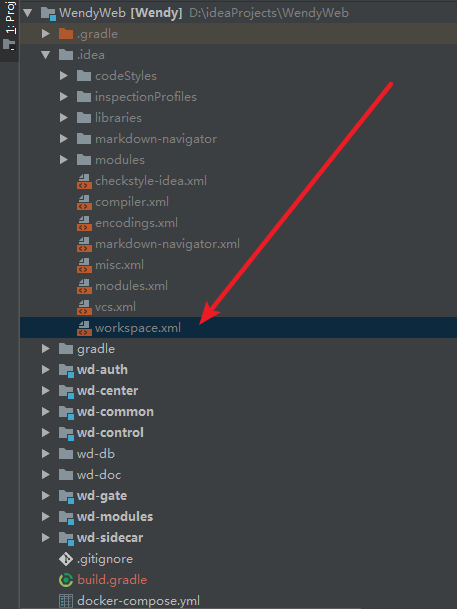 1: Proj
WendyWeb [Wendy] D:\ideaProjects\WendyWeb
.gradle
.idea
codeStyles
inspectionProfiles
libraries
markdown-navigator
modules
checkstyle-idea.xml
compiler.xml
encodings.xml
markdown-navigator.xml
misc.xml
modules.xml
vcs.xml
workspace.xml
gradle
wd-auth
wd-center
wd-common
wd-control
wd-db
wd-doc
wd-gate
wd-modules
wd-sidecar
.gitignore
build.gradle
docker-compose.yml